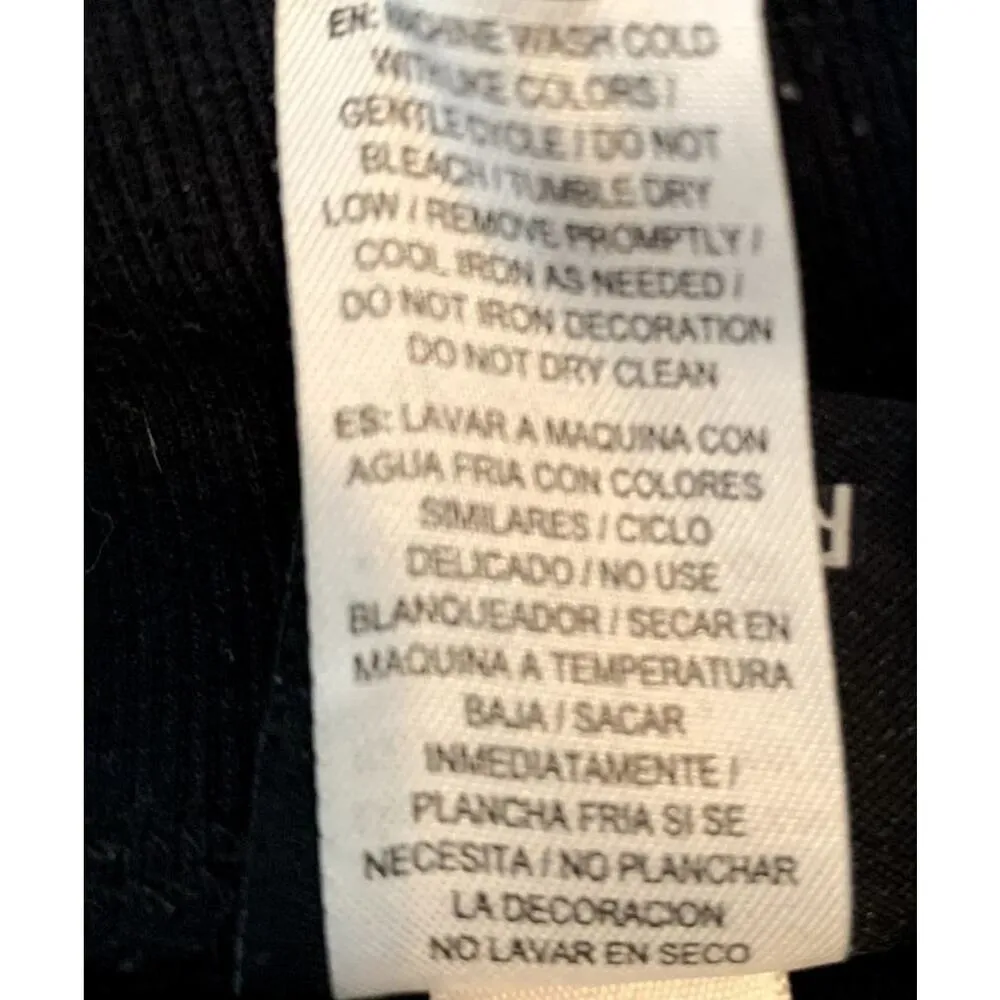 EN: MACHINE WASH COLD
WITH LIKE COLORS /
GENTLE CYCLE / DO NOT
BLEACH / TUMBLE DRY
LOW / REMOVE PROMPTLY /
COOL IRON AS NEEDED /
DO NOT IRON DECORATION
DO NOT DRY CLEAN
ES: LAVAR A MAQUINA CON
AGUA FRIA CON COLORES
SIMILARES / CICLO
DELICADO / NO USE
BLANQUEADOR / SECAR EN
MAQUINA A TEMPERATURA
BAJA / SACAR
INMEDIATAMENTE /
PLANCHA FRIA SI SE
NECESITA / NO PLANCHAR
LA DECORACION
NO LAVAR EN SECO